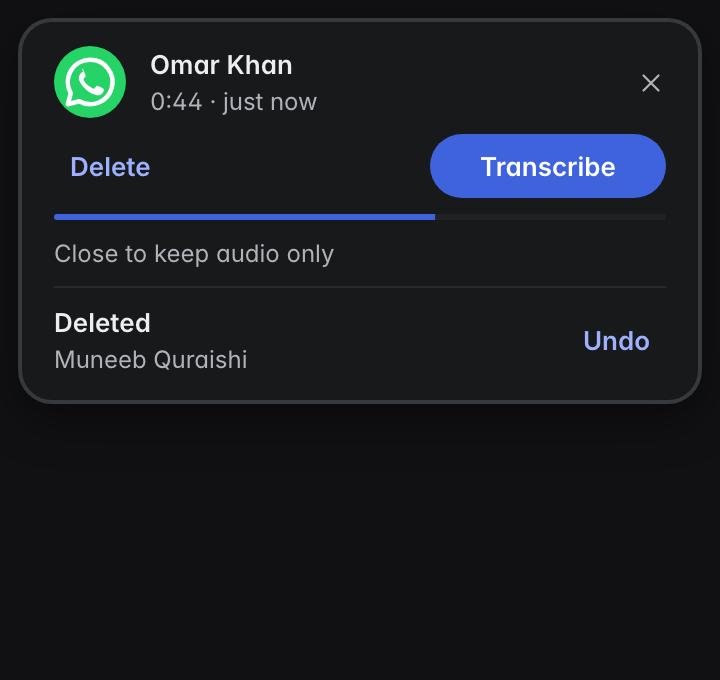 Omar Khan
0:44 · just now
Delete
Transcribe
Close to keep audio only
Deleted
Muneeb Quraishi
Undo